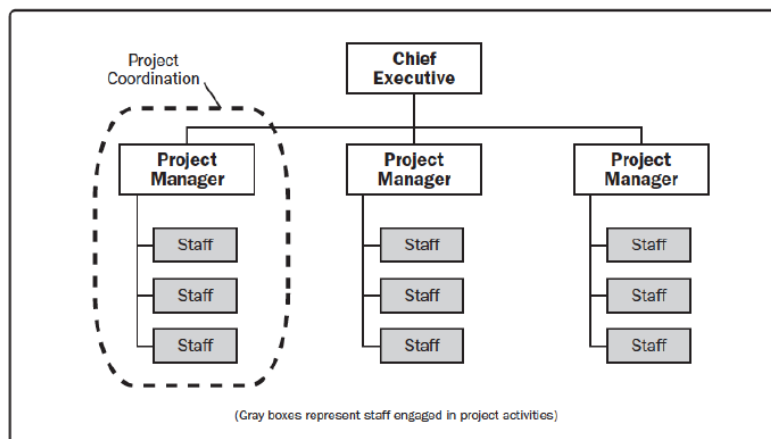 Project
Coordination
Chief
Executive
Project
Manager
Project
Manager
Project
Manager
Staff
Staff
Staff
Staff
Staff
Staff
Staff
Staff
Staff
(Gray boxes represent staff engaged in project activities)